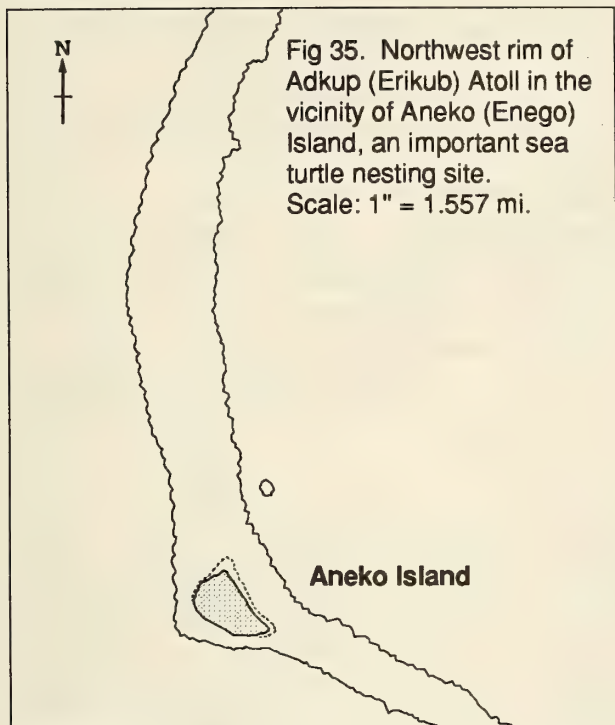 N
Fig 35. Northwest rim of
Adkup (Erikub) Atoll in the
vicinity of Aneko (Enego)
Island, an important sea
turtle nesting site.
Scale: 1" = 1.557 mi.
Aneko Island